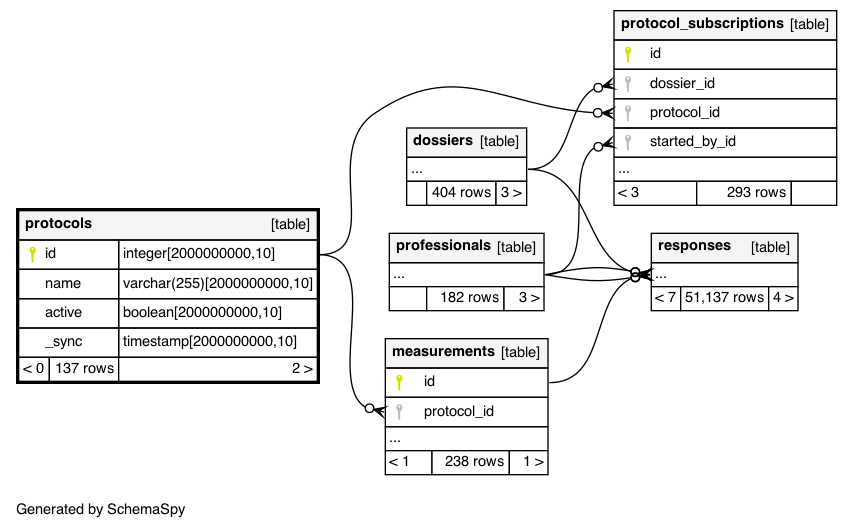 protocol_subscriptions [table]
id
dossier_id
protocol_id
started_by_id
...
< 3 293 rows
dossiers [table]
...
404 rows 3 >
protocols [table]
id integer[2000000000,10]
name varchar(255)[2000000000,10]
active boolean[2000000000,10]
_sync timestamp[2000000000,10]
< 0 137 rows 2 >
professionals [table]
...
182 rows 3 >
responses [table]
...
< 7 51,137 rows 4 >
measurements [table]
id
protocol_id
...
< 1 238 rows 1 >
Generated by SchemaSpy